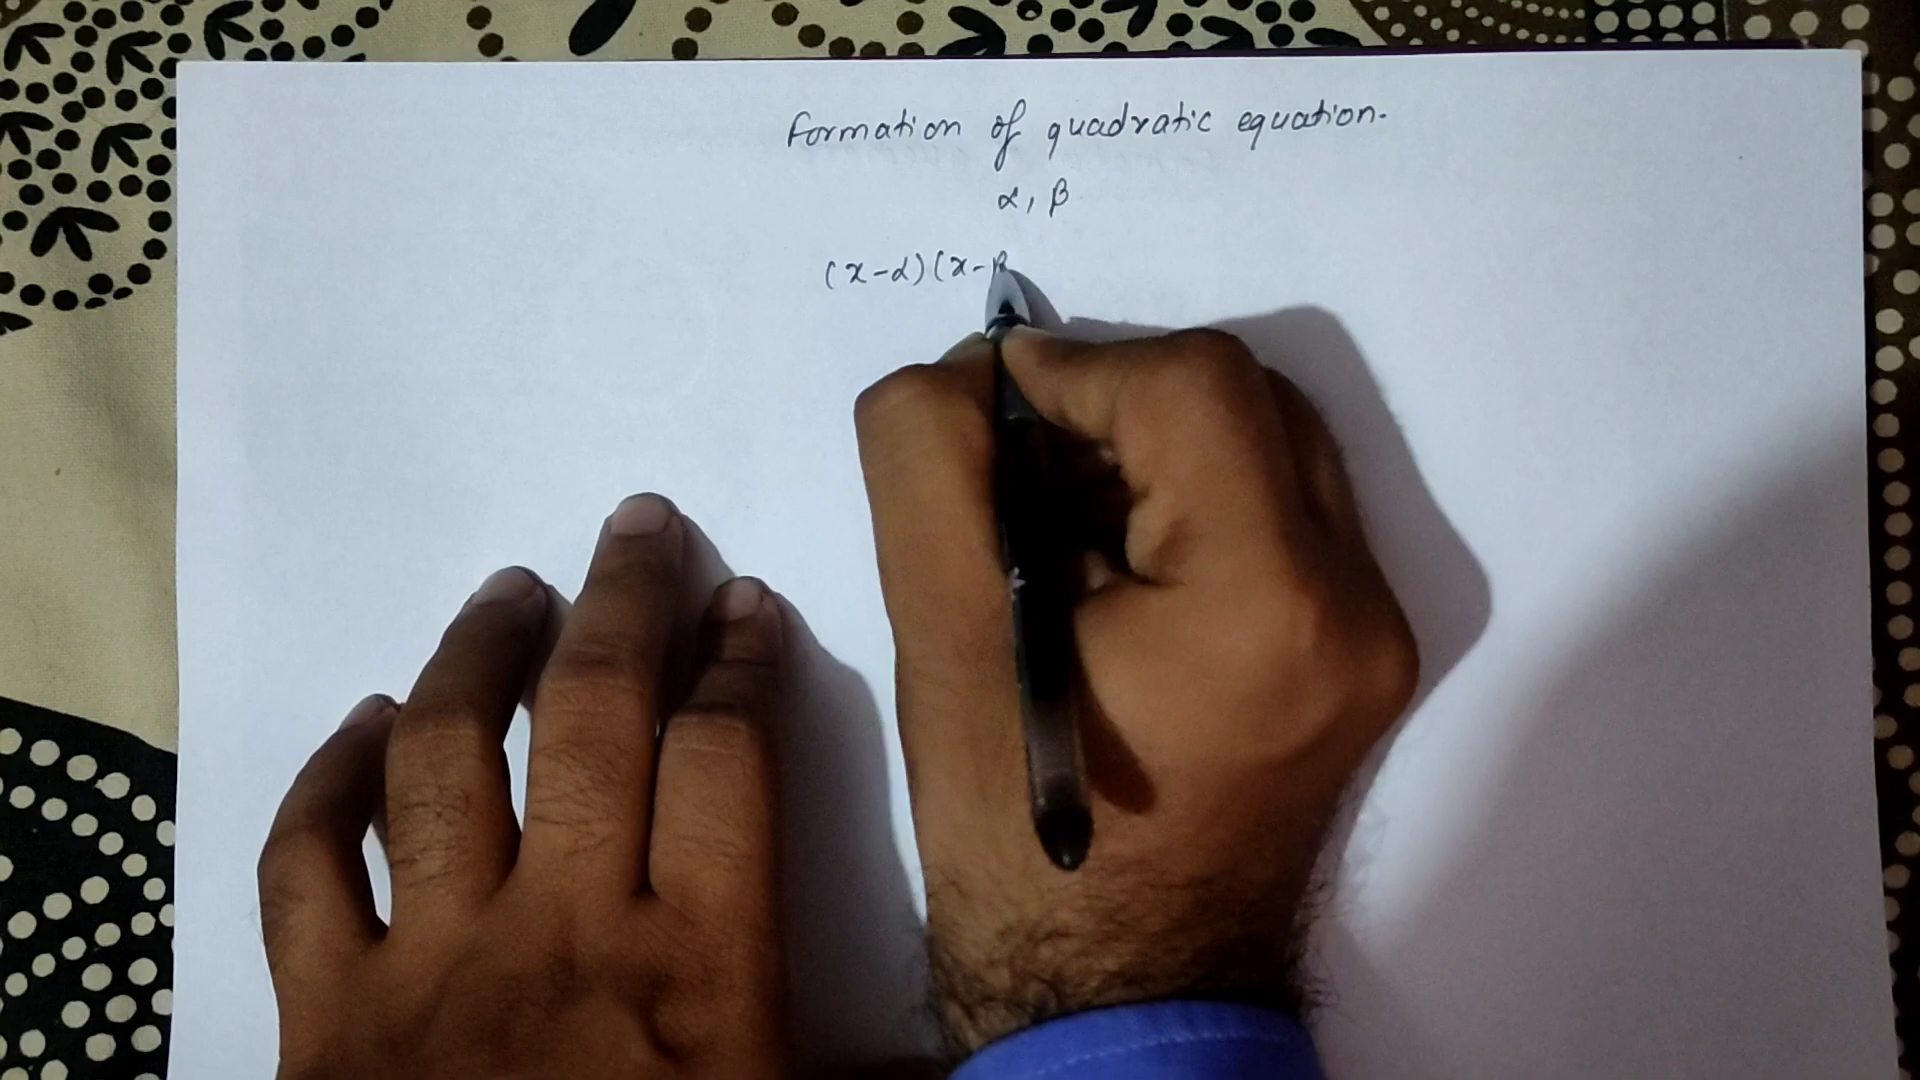 Formation of quadratic equation.
α, β
(x-α)(x-β